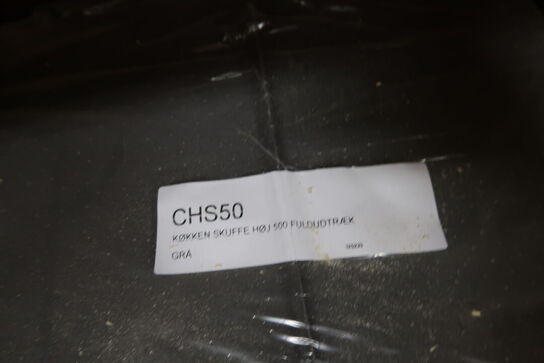 CHS50
KØKKEN SKUFFE HØJ 500 FULDUDTRÆK
GRÅ